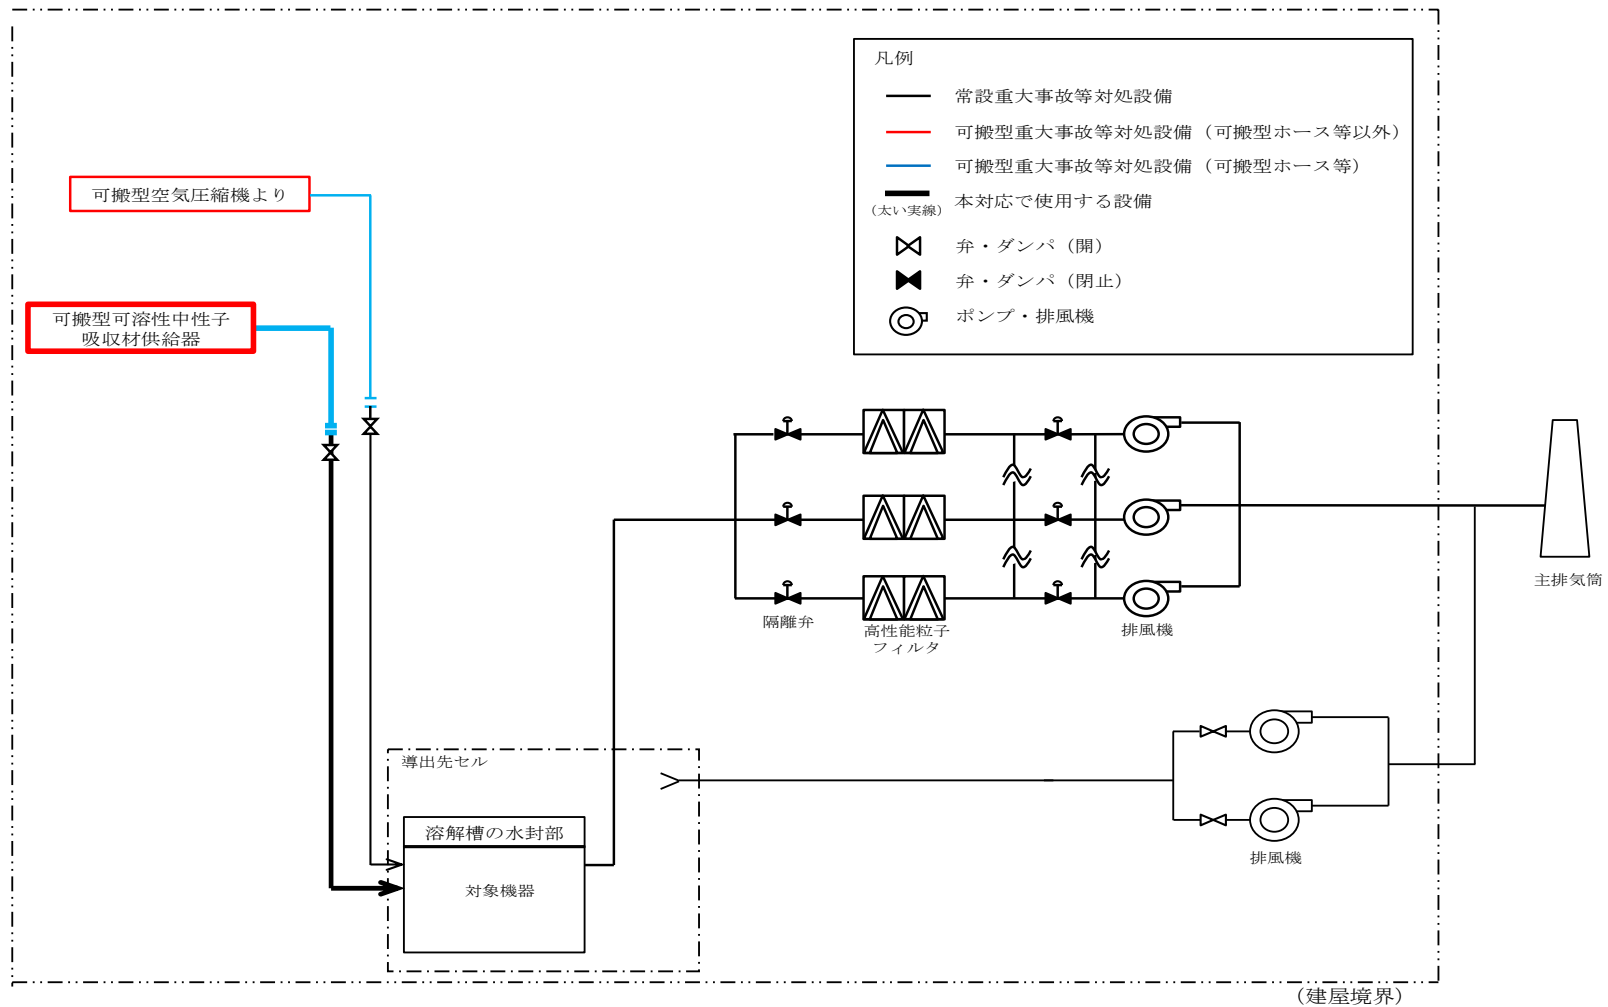 凡例
常設重大事故等対処設備
可搬型重大事故等対処設備（可搬型ホース等以外）
可搬型重大事故等対処設備（可搬型ホース等）
（太い実線）
本対応で使用する設備
弁・ダンパ（開）
弁・ダンパ（閉止）
ポンプ・排風機
可搬型空気圧縮機より
可搬型可溶性中性子
吸収材供給器
隔離弁
高性能粒子
フィルタ
排風機
主排気筒
導出先セル
溶解槽の水封部
対象機器
排風機
（建屋境界）